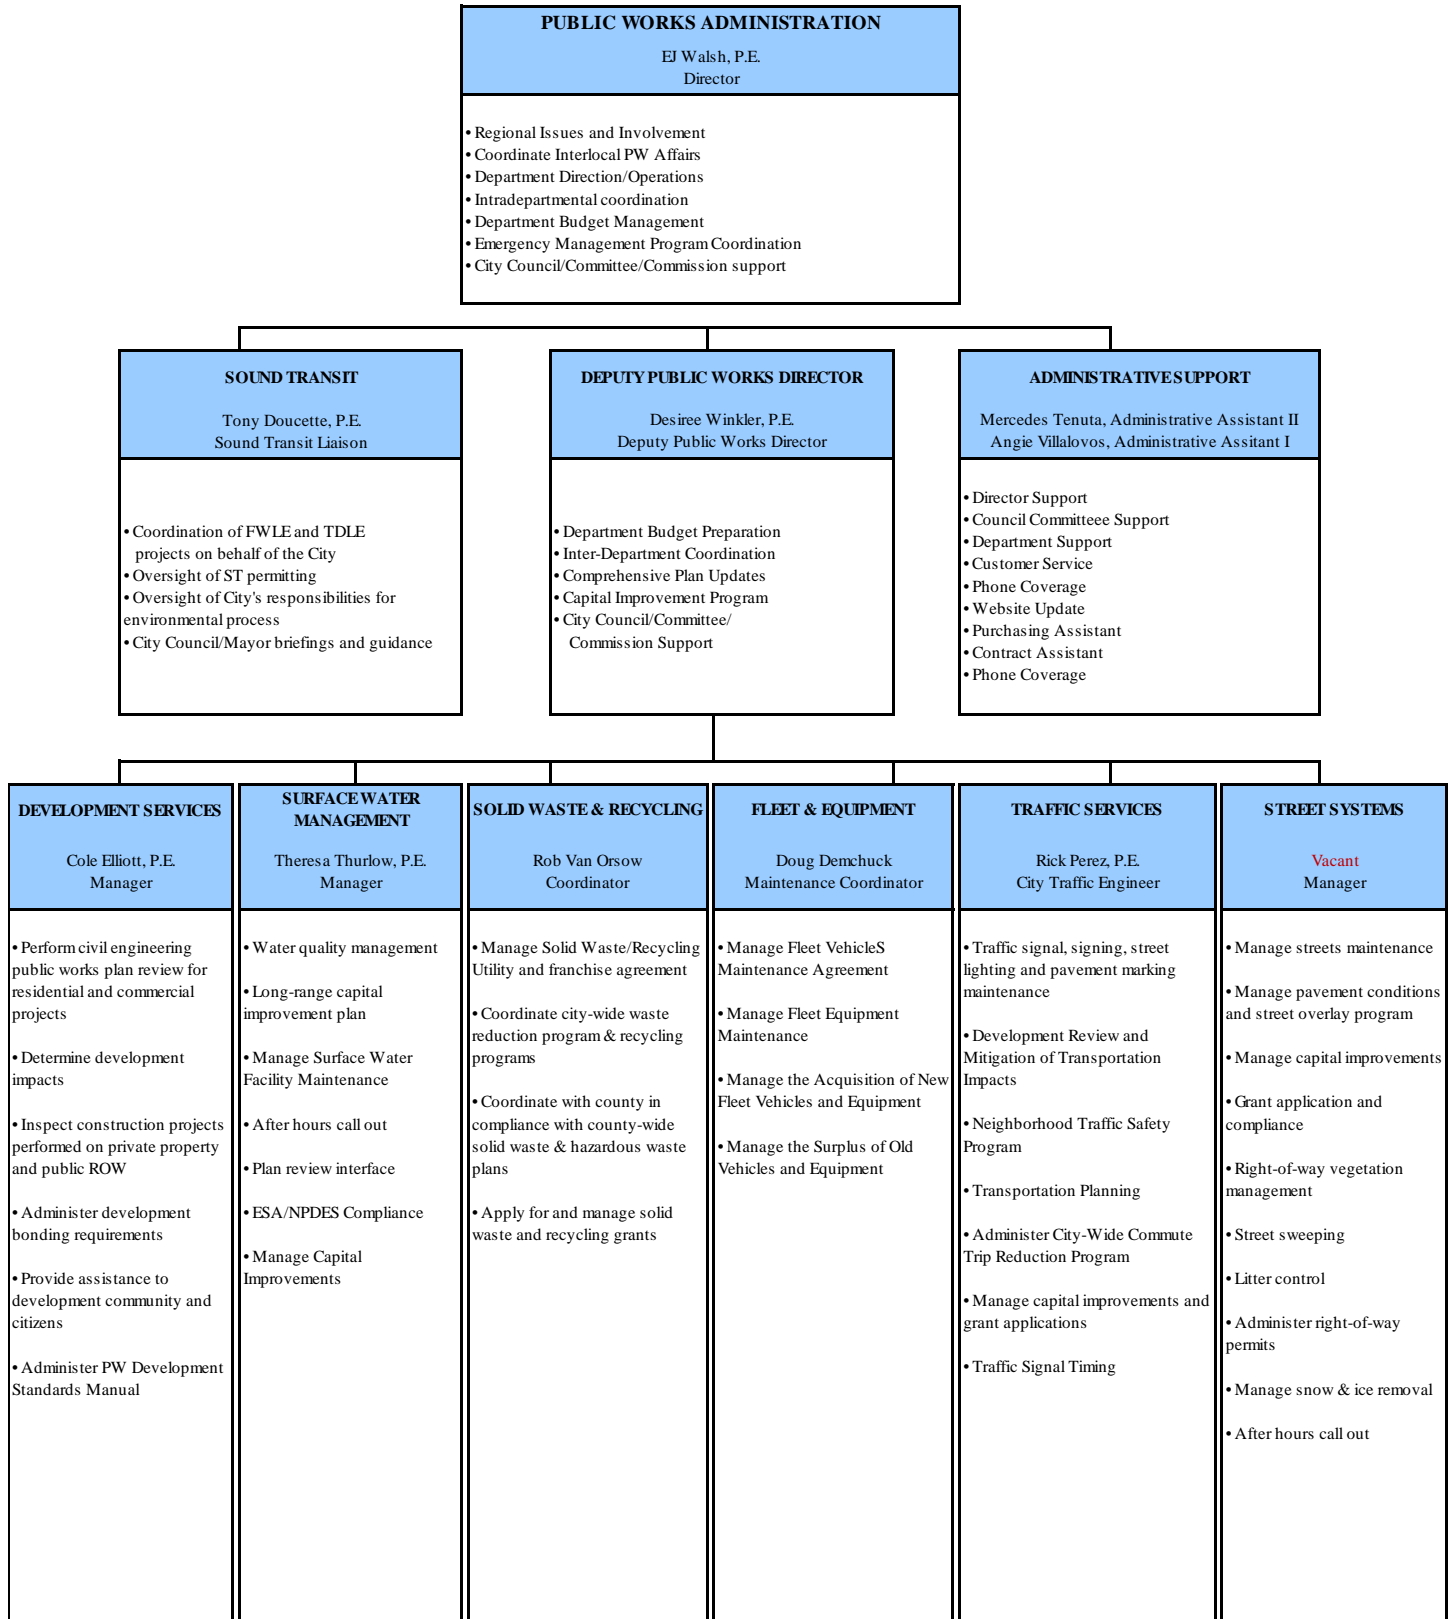 PUBLIC WORKS ADMINISTRATION
EJ Walsh, P.E.
Director
• Regional Issues and Involvement
• Coordinate Interlocal PW Affairs
• Department Direction/Operations
• Intradepartmental coordination
• Department Budget Management
• Emergency Management Program Coordination
• City Council/Committee/Commission support
SOUND TRANSIT
Tony Doucette, P.E.
Sound Transit Liaison
• Coordination of FWLE and TDLE
projects on behalf of the City
• Oversight of ST permitting
• Oversight of City's responsibilities for
environmental process
• City Council/Mayor briefings and guidance
DEPUTY PUBLIC WORKS DIRECTOR
Desiree Winkler, P.E.
Deputy Public Works Director
• Department Budget Preparation
• Inter-Department Coordination
• Comprehensive Plan Updates
• Capital Improvement Program
• City Council/Committee/
Commission Support
ADMINISTRATIVE SUPPORT
Mercedes Tenuta, Administrative Assistant II
Angie Villalovos, Administrative Assitant I
• Director Support
• Council Committeee Support
• Department Support
• Customer Service
• Phone Coverage
• Website Update
• Purchasing Assistant
• Contract Assistant
• Phone Coverage
DEVELOPMENT SERVICES
Cole Elliott, P.E.
Manager
• Perform civil engineering
public works plan review for
residential and commercial
projects
• Determine development
impacts
• Inspect construction projects
performed on private property
and public ROW
• Administer development
bonding requirements
• Provide assistance to
development community and
citizens
• Administer PW Development
Standards Manual
SURFACE WATER
MANAGEMENT
Theresa Thurlow, P.E.
Manager
• Water quality management
• Long-range capital
improvement plan
• Manage Surface Water
Facility Maintenance
• After hours call out
• Plan review interface
• ESA/NPDES Compliance
• Manage Capital
Improvements
SOLID WASTE & RECYCLING
Rob Van Orsow
Coordinator
• Manage Solid Waste/Recycling
Utility and franchise agreement
• Coordinate city-wide waste
reduction program & recycling
programs
• Coordinate with county in
compliance with county-wide
solid waste & hazardous waste
plans
• Apply for and manage solid
waste and recycling grants
FLEET & EQUIPMENT
Doug Demchuck
Maintenance Coordinator
• Manage Fleet VehicleS
Maintenance Agreement
• Manage Fleet Equipment
Maintenance
• Manage the Acquisition of New
Fleet Vehicles and Equipment
• Manage the Surplus of Old
Vehicles and Equipment
TRAFFIC SERVICES
Rick Perez, P.E.
City Traffic Engineer
• Traffic signal, signing, street
lighting and pavement marking
maintenance
• Development Review and
Mitigation of Transportation
Impacts
• Neighborhood Traffic Safety
Program
• Transportation Planning
• Administer City-Wide Commute
Trip Reduction Program
• Manage capital improvements and
grant applications
• Traffic Signal Timing
STREET SYSTEMS
Vacant
Manager
• Manage streets maintenance
• Manage pavement conditions
and street overlay program
• Manage capital improvements
• Grant application and
compliance
• Right-of-way vegetation
management
• Street sweeping
• Litter control
• Administer right-of-way
permits
• Manage snow & ice removal
• After hours call out